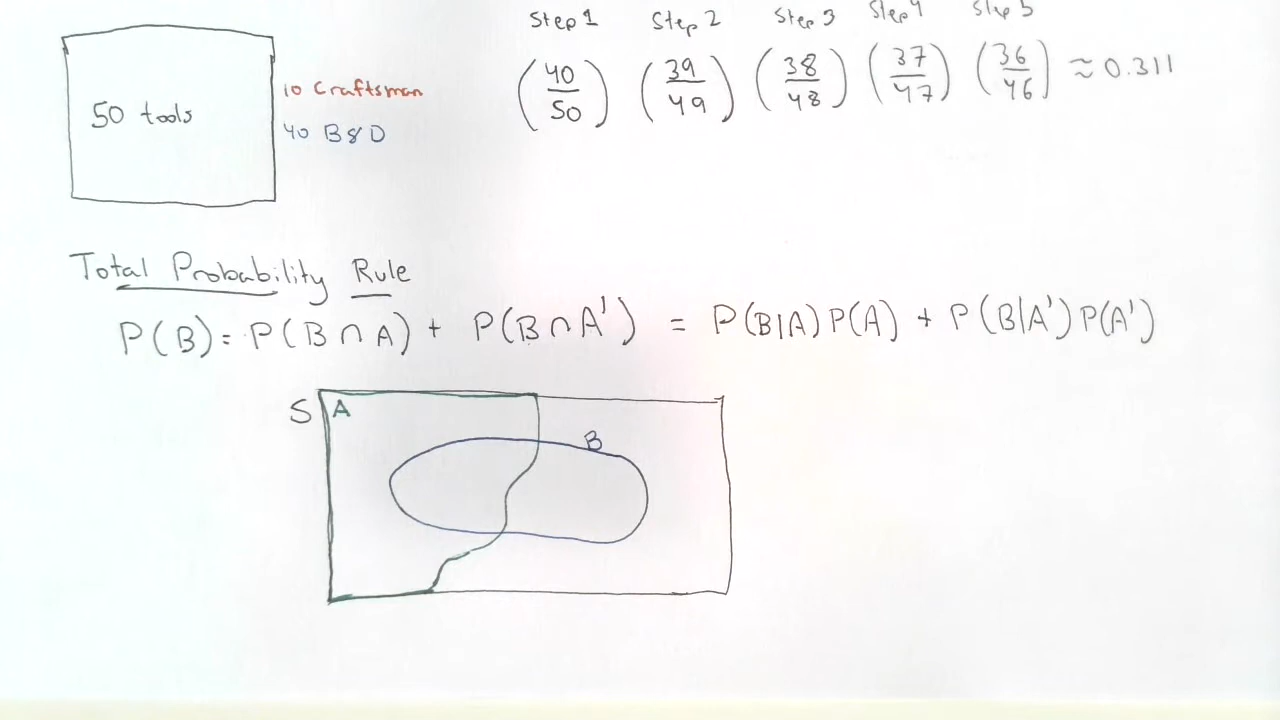 Step 1 Step 2 Step 3 Step 4 Step 5
50 tools
10 Craftsman
40 B&D
(40/50) (39/49) (38/48) (37/47) (36/46) ≈ 0.311
Total Probability Rule
P(B) = P(B ∩ A) + P(B ∩ A') = P(B|A) P(A) + P(B|A') P(A')
S
A
B